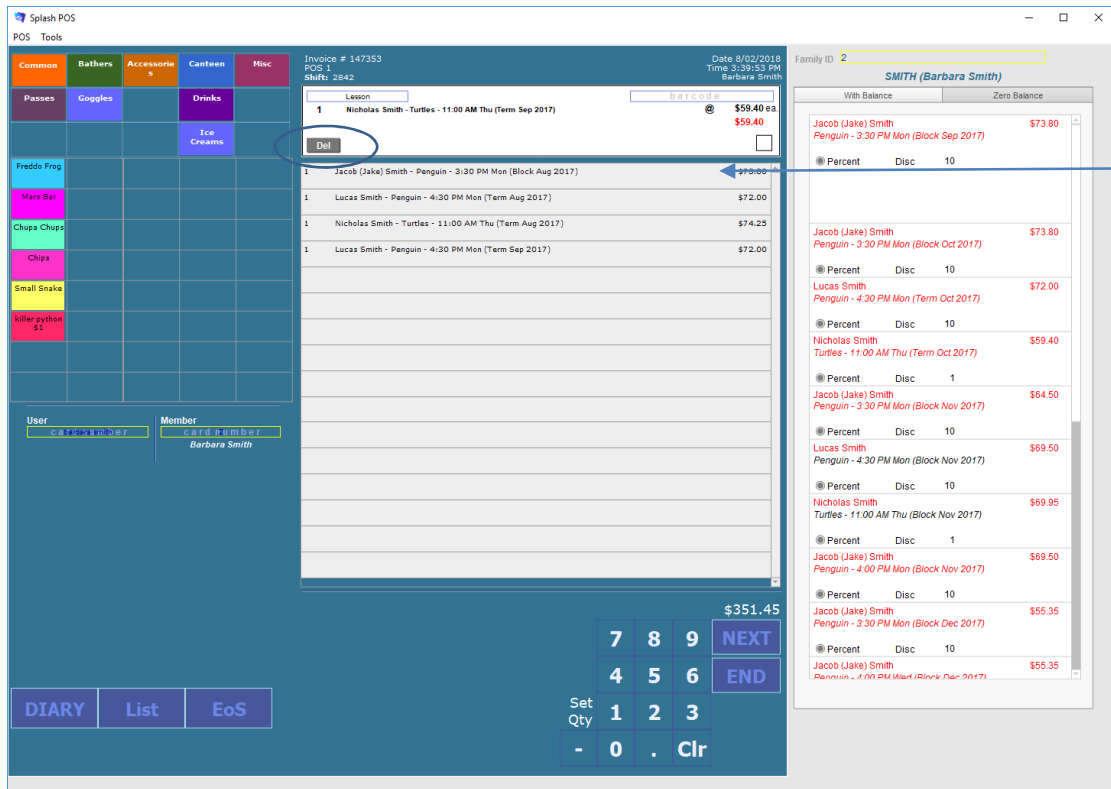 Splash POS
POS Tools
Common Bathers Accessorie s Canteen Misc
Passes Goggles Drinks
Ice Creams
Freddo Frog
Mars Bar
Chupa Chups
Chips
Small Snake
killer python $1
User Member
card number
Barbara Smith
DIARY List EoS
Invoice # 147353 Date 8/02/2018
POS 1 Time 3:39:53 PM
Shift: 2842 Barbara Smith
Lesson barcode
1 Nicholas Smith - Turtles - 11:00 AM Thu (Term Sep 2017) @ $59.40 ea.
$59.40
Del
1 Jacob (Jake) Smith - Penguin - 3:30 PM Mon (Block Aug 2017) $73.80
1 Lucas Smith - Penguin - 4:30 PM Mon (Term Aug 2017) $72.00
1 Nicholas Smith - Turtles - 11:00 AM Thu (Term Aug 2017) $74.25
1 Lucas Smith - Penguin - 4:30 PM Mon (Term Sep 2017) $72.00
$351.45
7 8 9 NEXT
4 5 6 END
Set Qty 1 2 3
- 0 . Clr
Family ID 2
SMITH (Barbara Smith)
With Balance Zero Balance
Jacob (Jake) Smith $73.80
Penguin - 3:30 PM Mon (Block Sep 2017)
Percent Disc 10
Jacob (Jake) Smith $73.80
Penguin - 3:30 PM Mon (Block Oct 2017)
Percent Disc 10
Lucas Smith $72.00
Penguin - 4:30 PM Mon (Term Oct 2017)
Percent Disc 10
Nicholas Smith $59.40
Turtles - 11:00 AM Thu (Term Oct 2017)
Percent Disc 1
Jacob (Jake) Smith $64.50
Penguin - 3:30 PM Mon (Block Nov 2017)
Percent Disc 10
Lucas Smith $69.50
Penguin - 4:30 PM Mon (Block Nov 2017)
Percent Disc 10
Nicholas Smith $69.95
Turtles - 11:00 AM Thu (Block Nov 2017)
Percent Disc 1
Jacob (Jake) Smith $69.50
Penguin - 4:00 PM Mon (Block Nov 2017)
Percent Disc 10
Jacob (Jake) Smith $55.35
Penguin - 3:30 PM Mon (Block Dec 2017)
Percent Disc 10
Jacob (Jake) Smith $55.35
Penguin - 4:00 PM Wed (Block Dec 2017)